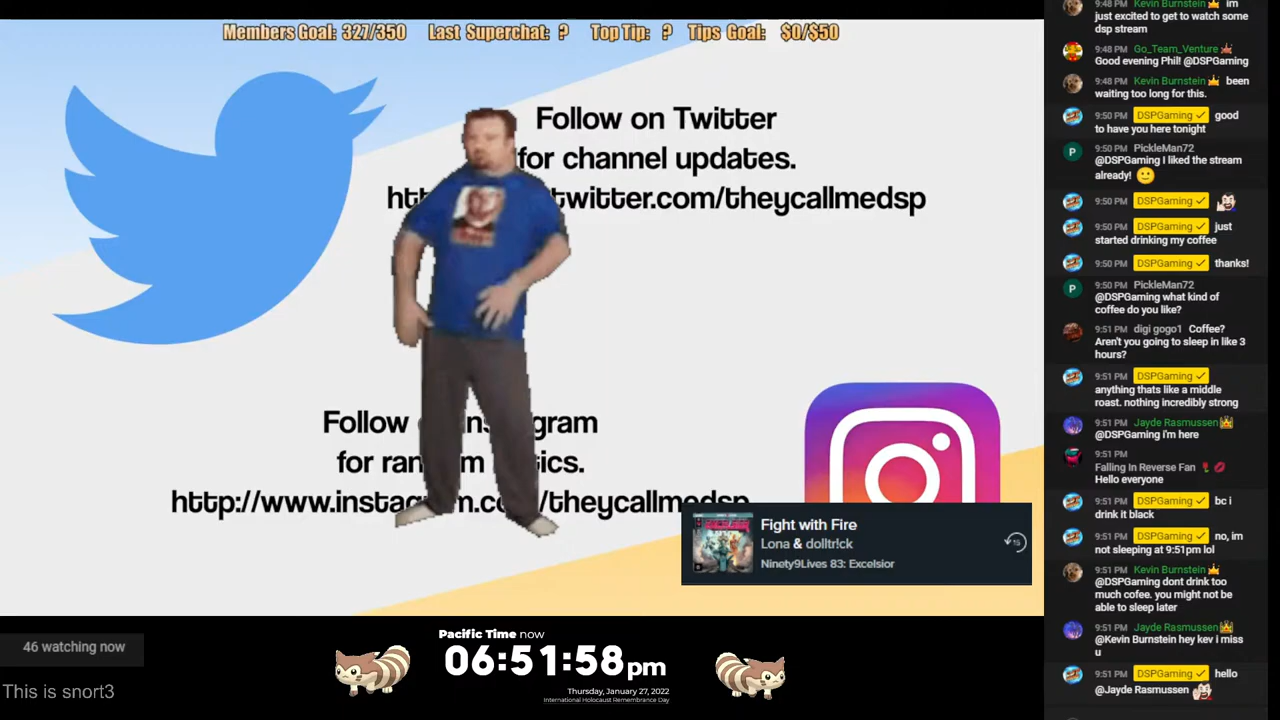 Members Goal: 327/350 Last Superchat: ? Top Tip: ? Tips Goal: $0/$50
Follow on Twitter
for channel updates.
twitter.com/theycallmedsp
Follow
gram
for
http://www.insta
/theycallmedsp
Fight with Fire
Lona & dolltr!ck
Ninety9Lives 83: Excelsior
15
46 watching now
This is snort3
Pacific Time now
06:51:58pm
Thursday, January 27, 2022
International Holocaust Remembrance Day
9:48 PM Kevin Burnstein im
just excited to get to watch some
dsp stream
9:48 PM Go_Team_Venture
Good evening Phil! @DSPGaming
9:48 PM Kevin Burnstein been
waiting too long for this.
9:50 PM DSPGaming ✓ good
to have you here tonight
P
9:50 PM PickleMan72
@DSPGaming I liked the stream
already! 🙂
9:50 PM DSPGaming ✓
9:50 PM DSPGaming ✓ just
started drinking my coffee
9:50 PM DSPGaming ✓ thanks!
P
9:50 PM PickleMan72
@DSPGaming what kind of
coffee do you like?
9:51 PM digi gogo1 Coffee?
Aren't you going to sleep in like 3
hours?
9:51 PM DSPGaming ✓
anything thats like a middle
roast. nothing incredibly strong
9:51 PM Jayde Rasmussen
@DSPGaming i'm here
9:51 PM
Falling In Reverse Fan 🌹 💋
Hello everyone
9:51 PM DSPGaming ✓ bc i
drink it black
9:51 PM DSPGaming ✓ no, im
not sleeping at 9:51pm lol
9:51 PM Kevin Burnstein
@DSPGaming dont drink too
much cofee. you might not be
able to sleep later
9:51 PM Jayde Rasmussen
@Kevin Burnstein hey kev i miss
u
9:51 PM DSPGaming ✓ hello
@Jayde Rasmussen